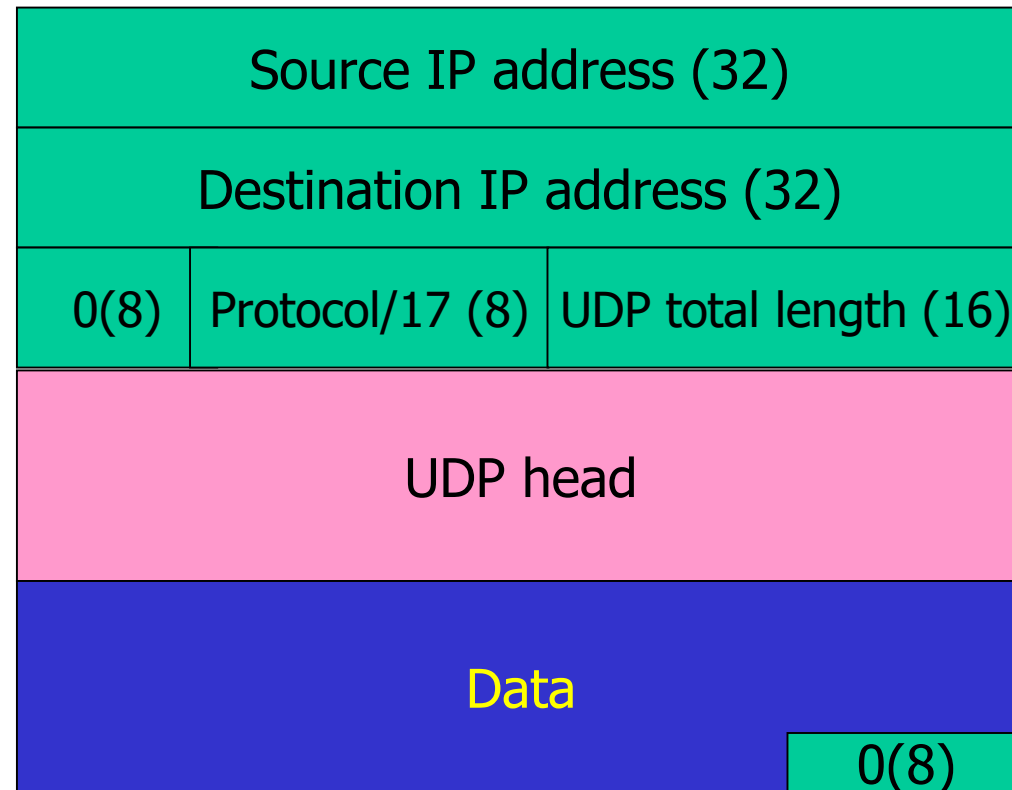 Source IP address (32)
Destination IP address (32)
0(8) Protocol/17 (8) UDP total length (16)
UDP head
Data
0(8)